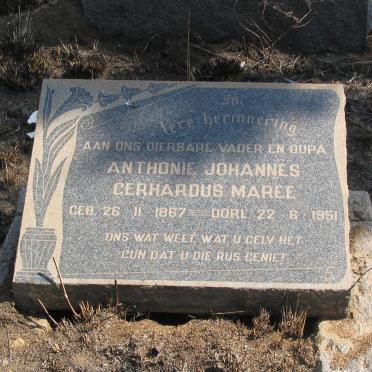 In
tere herinnering
AAN ONS DIERBARE VADER EN OUPA
ANTHONIE JOHANNES
GERHARDUS MAREE
GEB. 26 11 1867 — OORL. 22 6 1951
ONS WAT WEET, WAT U GELY HET
GUN DAT U DIE RUS GENIET